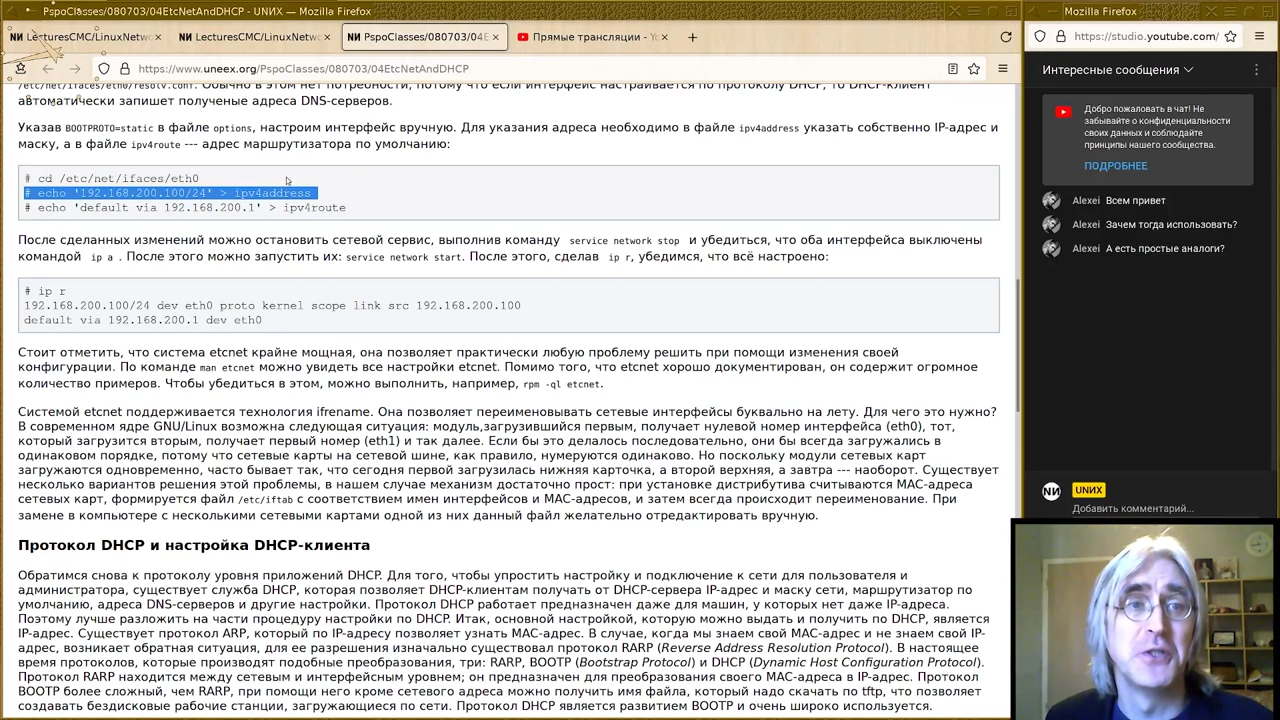 PspoClasses/080703/04EtcNetAndDHCP - UNИX — Mozilla Firefox
Mozilla Firefox
LecturesCMC/LinuxNetw
LecturesCMC/LinuxNetw
PspoClasses/080703/04E
Прямые трансляции - Yc
https://www.uneex.org/PspoClasses/080703/04EtcNetAndDHCP
https://studio.youtube.com/
/etc/net/ifaces/eth0/resolv.conf. Обычно в этом нет потребности, потому что если интерфейс настраивается по протоколу DHCP, то DHCP-клиент
автоматически запишет полученые адреса DNS-серверов.
Указав BOOTPROTO=static в файле options, настроим интерфейс вручную. Для указания адреса необходимо в файле ipv4address указать собственно IP-адрес и
маску, а в файле ipv4route --- адрес маршрутизатора по умолчанию:
# cd /etc/net/ifaces/eth0
# echo '192.168.200.100/24' > ipv4address
# echo 'default via 192.168.200.1' > ipv4route
После сделанных изменений можно остановить сетевой сервис, выполнив команду service network stop и убедиться, что оба интерфейса выключены
командой ip a . После этого можно запустить их: service network start. После этого, сделав ip r, убедимся, что всё настроено:
# ip r
192.168.200.100/24 dev eth0 proto kernel scope link src 192.168.200.100
default via 192.168.200.1 dev eth0
Стоит отметить, что система etcnet крайне мощная, она позволяет практически любую проблему решить при помощи изменения своей
конфигурации. По команде man etcnet можно увидеть все настройки etcnet. Помимо того, что etcnet хорошо документирован, он содержит огромное
количество примеров. Чтобы убедиться в этом, можно выполнить, например, rpm -ql etcnet.
Системой etcnet поддерживается технология ifrename. Она позволяет переименовывать сетевые интерфейсы буквально на лету. Для чего это нужно?
В современном ядре GNU/Linux возможна следующая ситуация: модуль,загрузившийся первым, получает нулевой номер интерфейса (eth0), тот,
который загрузится вторым, получает первый номер (eth1) и так далее. Если бы это делалось последовательно, они бы всегда загружались в
одинаковом порядке, потому что сетевые карты на сетевой шине, как правило, нумеруются одинаково. Но поскольку модули сетевых карт
загружаются одновременно, часто бывает так, что сегодня первой загрузилась нижняя карточка, а второй верхняя, а завтра --- наоборот. Существует
несколько вариантов решения этой проблемы, в нашем случае механизм достаточно прост: при установке дистрибутива считываются MAC-адреса
сетевых карт, формируется файл /etc/iftab с соответствием имен интерфейсов и MAC-адресов, и затем всегда происходит переименование. При
замене в компьютере с несколькими сетевыми картами одной из них данный файл желательно отредактировать вручную.
Протокол DHCP и настройка DHCP-клиента
Обратимся снова к протоколу уровня приложений DHCP. Для того, чтобы упростить настройку и подключение к сети для пользователя и
администратора, существует служба DHCP, которая позволяет DHCP-клиентам получать от DHCP-сервера IP-адрес и маску сети, маршрутизатор по
умолчанию, адреса DNS-серверов и другие настройки. Протокол DHCP работает предназначен даже для машин, у которых нет даже IP-адреса.
Поэтому лучше разложить на части процедуру настройки по DHCP. Итак, основной настройкой, которую можно выдать и получить по DHCP, является
IP-адрес. Существует протокол ARP, который по IP-адресу позволяет узнать MAC-адрес. В случае, когда мы знаем свой MAC-адрес и не знаем свой IP-
адрес, возникает обратная ситуация, для ее разрешения изначально существовал протокол RARP (Reverse Address Resolution Protocol). В настоящее
время протоколов, которые производят подобные преобразования, три: RARP, BOOTP (Bootstrap Protocol) и DHCP (Dynamic Host Configuration Protocol).
Протокол RARP находится между сетевым и интерфейсным уровнем; он предназначен для преобразования своего MAC-адреса в IP-адрес. Протокол
BOOTP более сложный, чем RARP, при помощи него кроме сетевого адреса можно получить имя файла, который надо скачать по tftp, что позволяет
создавать бездисковые рабочие станции, загружающиеся по сети. Протокол DHCP является развитием BOOTP и очень широко используется.
Интересные сообщения
Добро пожаловать в чат! Не
забывайте о конфиденциальности
своих данных и соблюдайте
принципы нашего сообщества.
ПОДРОБНЕЕ
Alexei Всем привет
Alexei Зачем тогда использовать?
Alexei А есть простые аналоги?
NИ UNИX
Добавить комментарий...